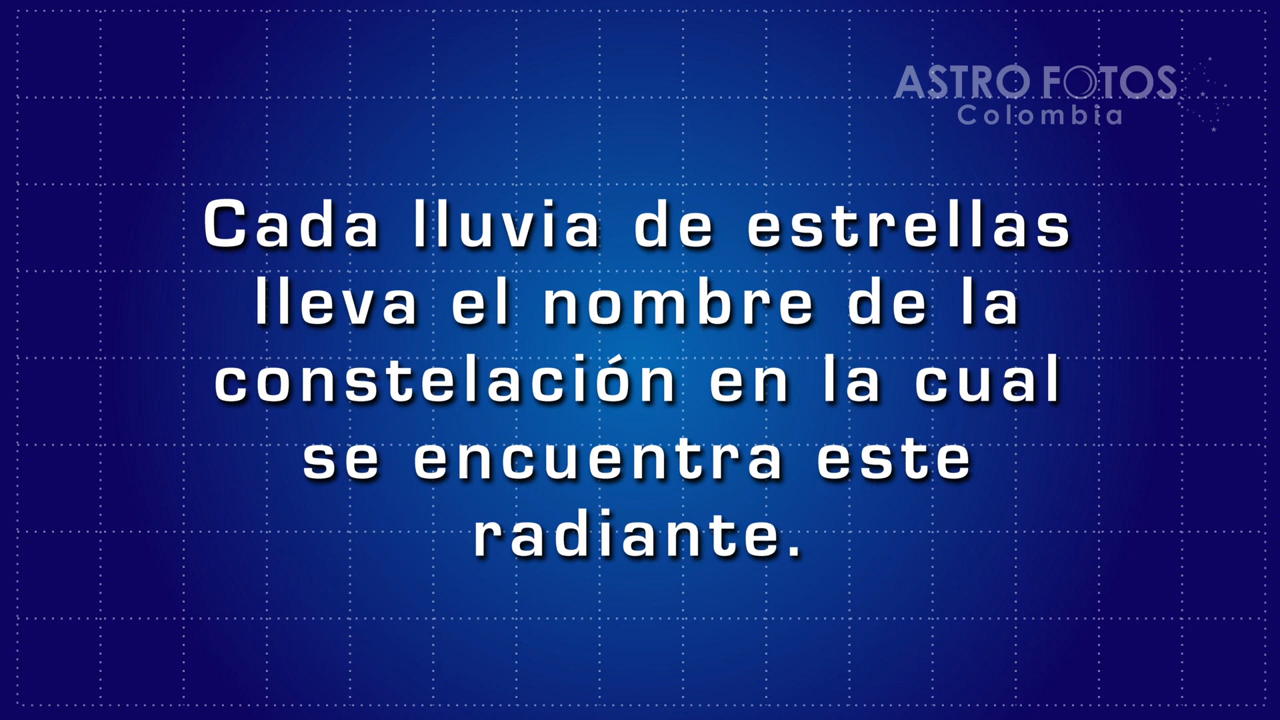 ASTRO FOTOS
Colombia
Cada lluvia de estrellas
lleva el nombre de la
constelación en la cual
se encuentra este
radiante.